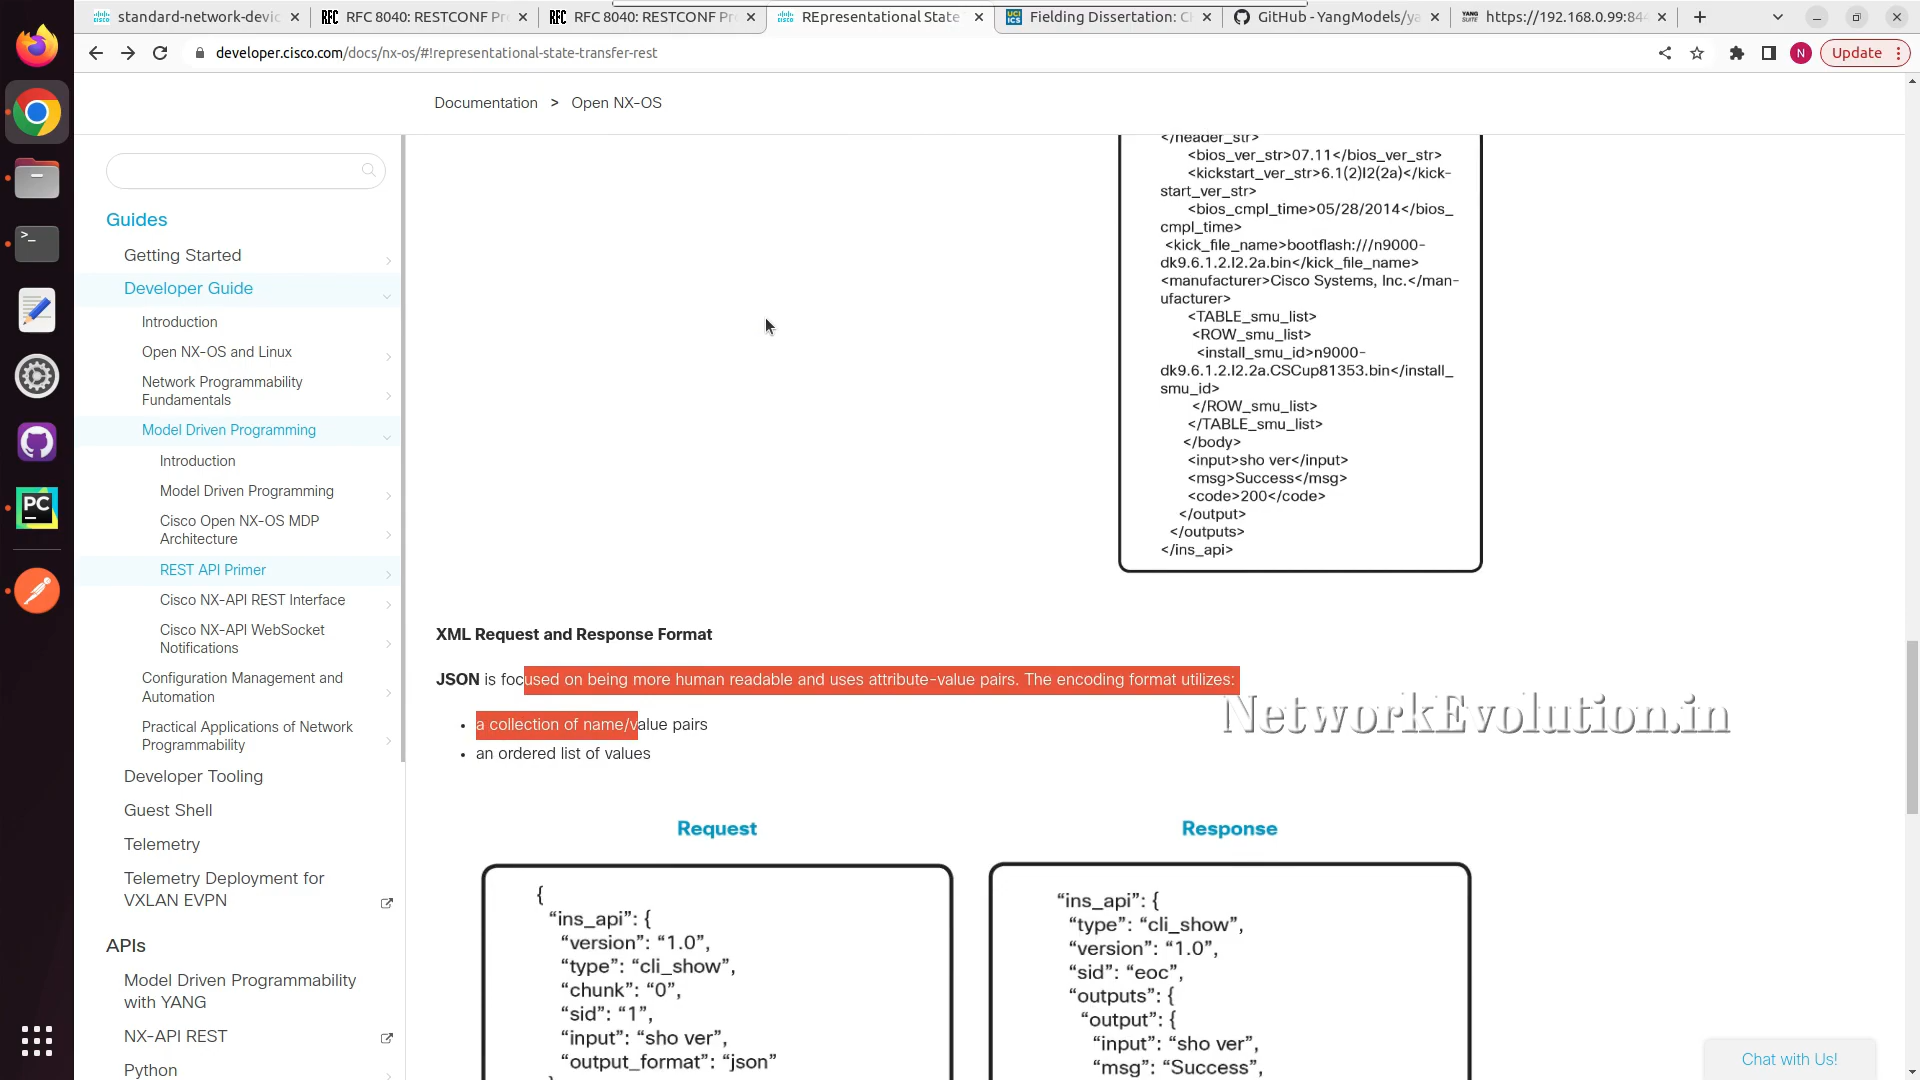 standard-network-devic
RFC 8040: RESTCONF Pr
RFC 8040: RESTCONF Pr
REpresentational State
Fielding Dissertation: C
GitHub - YangModels/ya
https://192.168.0.99:844
developer.cisco.com/docs/nx-os/#!representational-state-transfer-rest
N
Update
Documentation > Open NX-OS
Guides
Getting Started
Developer Guide
Introduction
Open NX-OS and Linux
Network Programmability
Fundamentals
Model Driven Programming
Introduction
Model Driven Programming
Cisco Open NX-OS MDP
Architecture
REST API Primer
Cisco NX-API REST Interface
Cisco NX-API WebSocket
Notifications
Configuration Management and
Automation
Practical Applications of Network
Programmability
Developer Tooling
Guest Shell
Telemetry
Telemetry Deployment for
VXLAN EVPN
APIs
Model Driven Programmability
with YANG
NX-API REST
Python
</header_str>
<bios_ver_str>07.11</bios_ver_str>
<kickstart_ver_str>6.1(2)I2(2a)</kick-
start_ver_str>
<bios_cmpl_time>05/28/2014</bios_
cmpl_time>
<kick_file_name>bootflash:///n9000-
dk9.6.1.2.I2.2a.bin</kick_file_name>
<manufacturer>Cisco Systems, Inc.</man-
ufacturer>
<TABLE_smu_list>
<ROW_smu_list>
<install_smu_id>n9000-
dk9.6.1.2.I2.2a.CSCup81353.bin</install_
smu_id>
</ROW_smu_list>
</TABLE_smu_list>
</body>
<input>sho ver</input>
<msg>Success</msg>
<code>200</code>
</output>
</outputs>
</ins_api>
XML Request and Response Format
JSON is focused on being more human readable and uses attribute-value pairs. The encoding format utilizes:
• a collection of name/value pairs
• an ordered list of values
NetworkEvolution.in
Request
{
“ins_api”: {
“version”: “1.0”,
“type”: “cli_show”,
“chunk”: “0”,
“sid”: “1”,
“input”: “sho ver”,
“output_format”: “json”
}
Response
“ins_api”: {
“type”: “cli_show”,
“version”: “1.0”,
“sid”: “eoc”,
“outputs”: {
“output”: {
“input”: “sho ver”,
“msg”: “Success”,
Chat with Us!